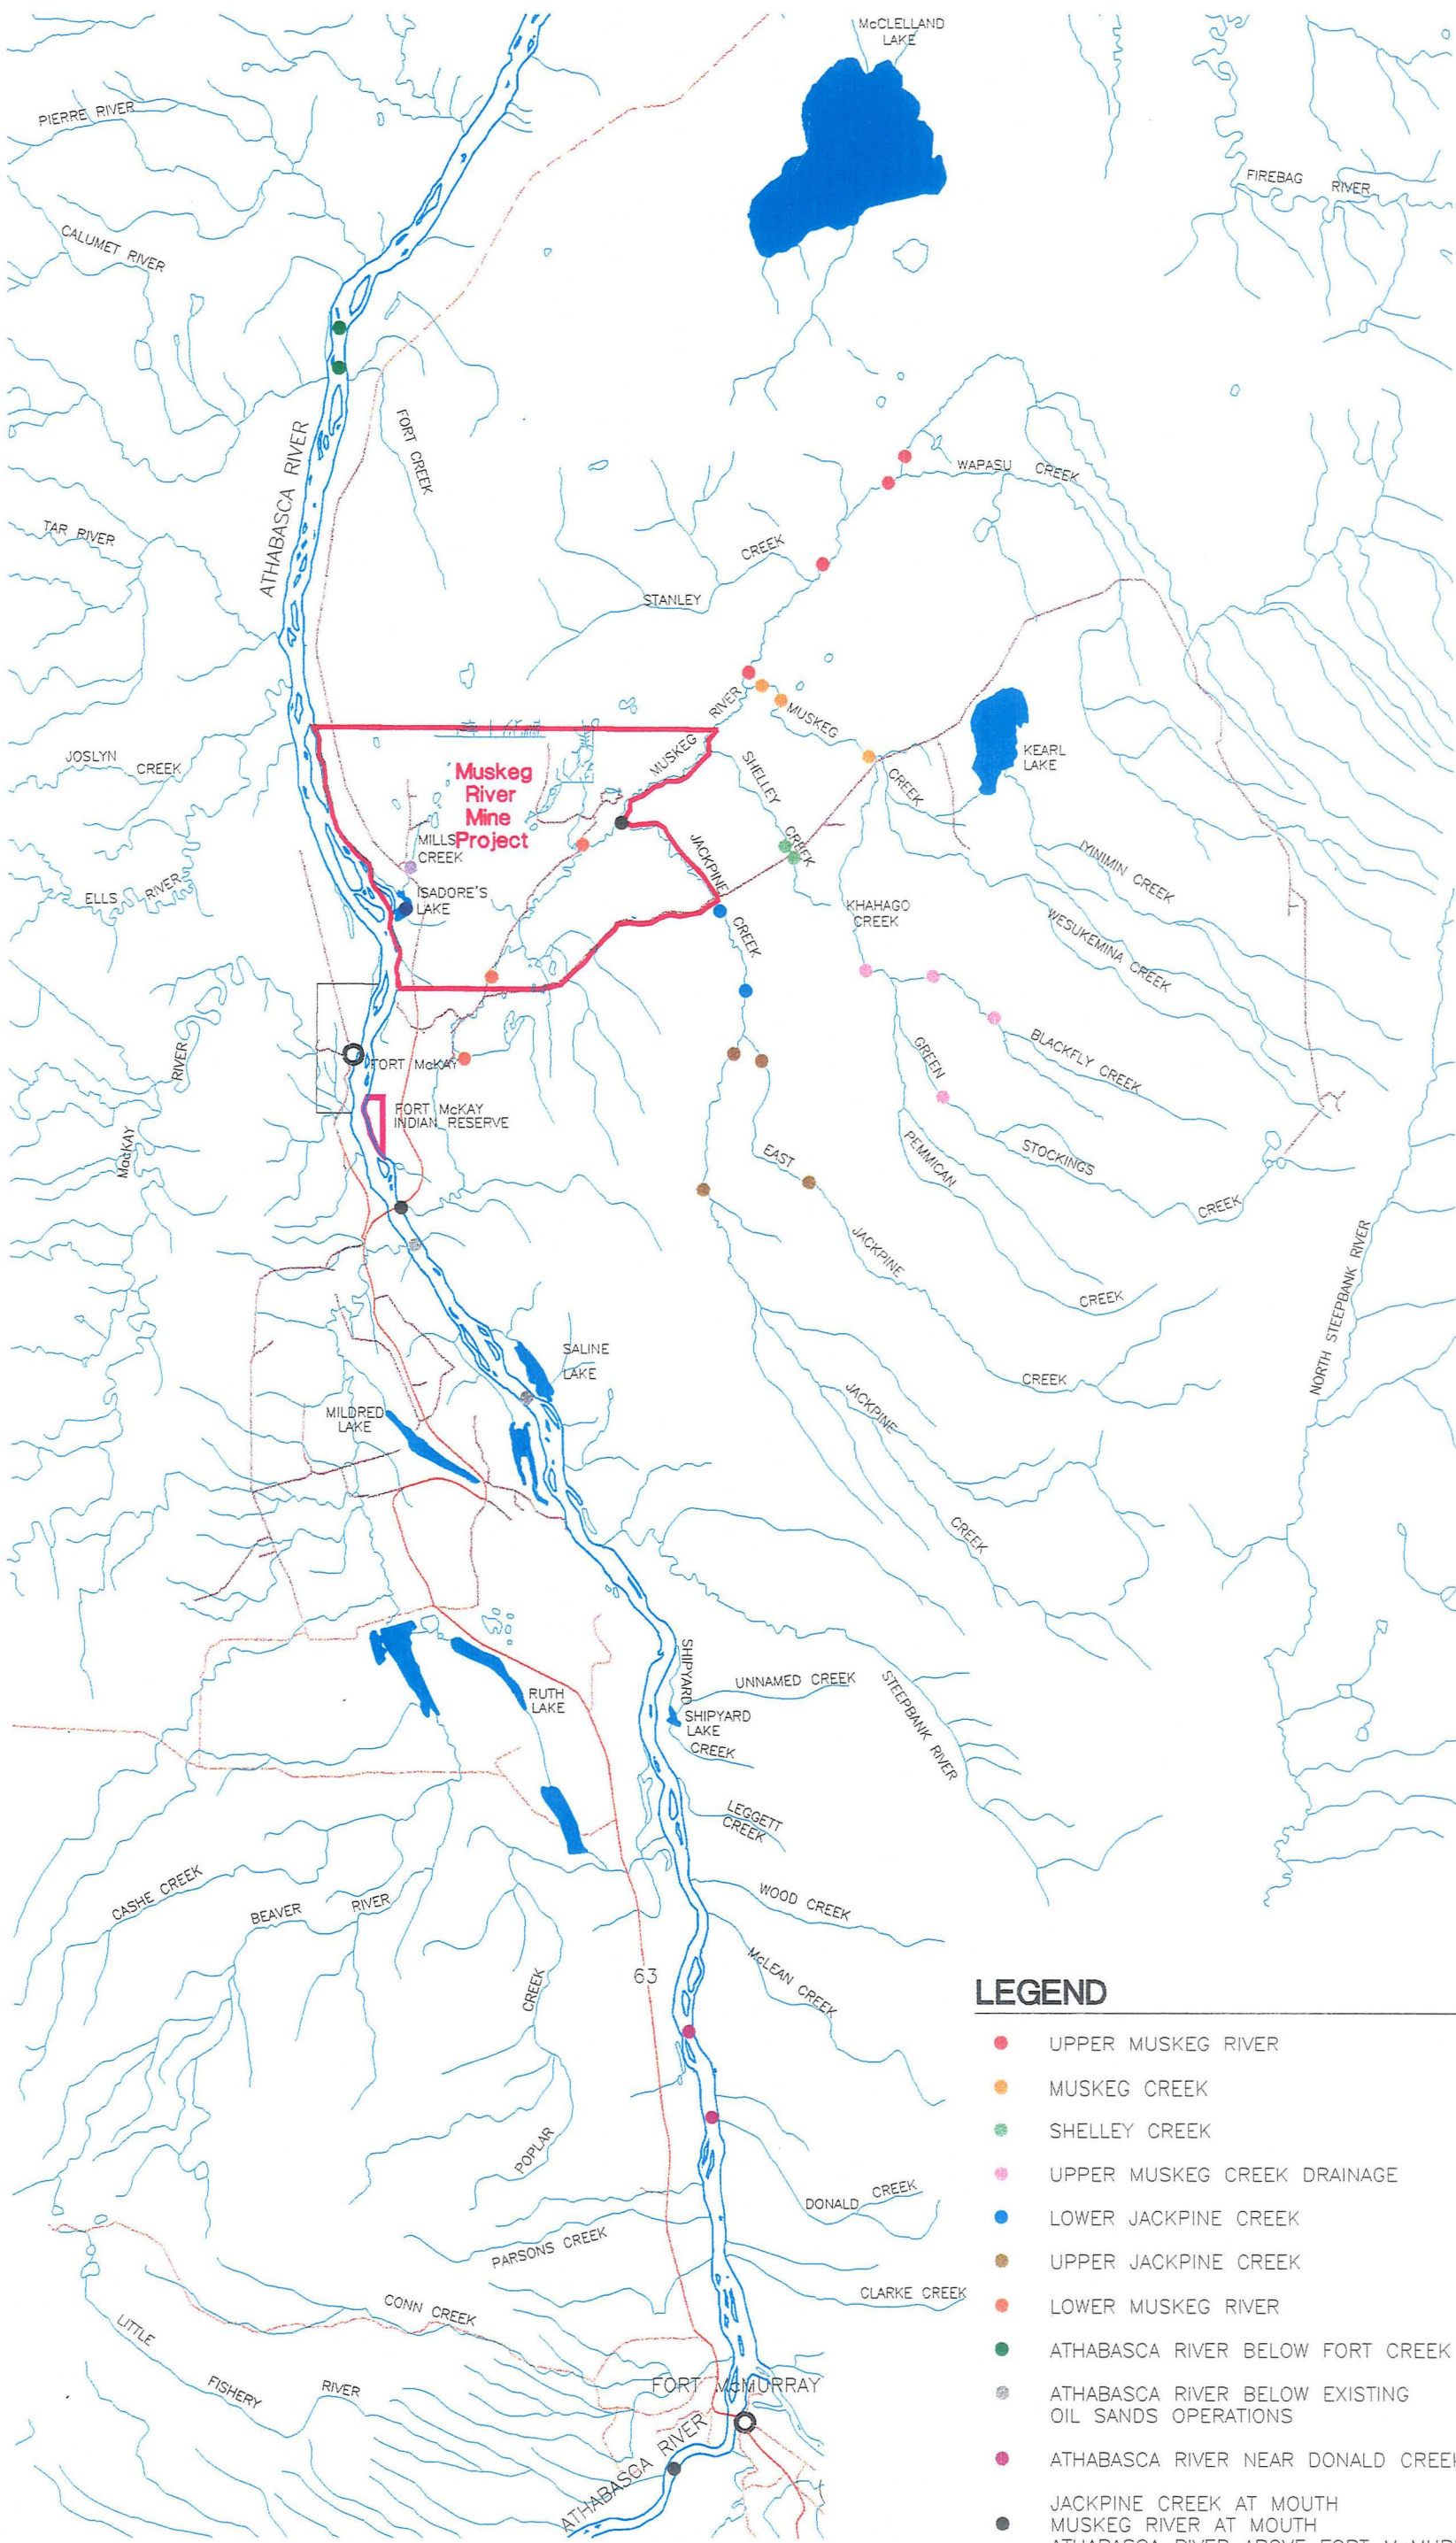 McCLELLAND
LAKE
PIERRE RIVER
FIREBAG RIVER
CALUMET RIVER
ATHABASCA RIVER
FORT CREEK
WAPASU CREEK
TAR RIVER
CREEK
STANLEY
RIVER
MUSKEG
CREEK
MUSKEG
KEARL
LAKE
JOSLYN CREEK
Muskeg
River
Mine
Project
SHELLEY
CREEK
MILLS
CREEK
JACKPINE
CREEK
IYINIMIN CREEK
ELLS RIVER
ISADORE'S
LAKE
KHAHAGO
CREEK
WESUKEMINA CREEK
BLACKFLY CREEK
MacKAY
RIVER
FORT McKAY
GREEN
STOCKINGS
CREEK
FORT McKAY
INDIAN RESERVE
PEMMICAN
CREEK
EAST
JACKPINE
CREEK
NORTH STEEPBANK RIVER
SALINE
LAKE
MILDRED
LAKE
JACKPINE
CREEK
SHIPYARD
UNNAMED CREEK
STEEPBANK RIVER
RUTH
LAKE
SHIPYARD
LAKE
CREEK
LEGGETT
CREEK
CASHE CREEK
BEAVER RIVER
WOOD CREEK
McLEAN CREEK
63
CREEK
POPLAR
DONALD CREEK
PARSONS CREEK
CLARKE CREEK
CONN CREEK
LITTLE
FISHERY RIVER
FORT McMURRAY
ATHABASCA RIVER
LEGEND
UPPER MUSKEG RIVER
MUSKEG CREEK
SHELLEY CREEK
UPPER MUSKEG CREEK DRAINAGE
LOWER JACKPINE CREEK
UPPER JACKPINE CREEK
LOWER MUSKEG RIVER
ATHABASCA RIVER BELOW FORT CREEK
ATHABASCA RIVER BELOW EXISTING
OIL SANDS OPERATIONS
ATHABASCA RIVER NEAR DONALD CREEK
JACKPINE CREEK AT MOUTH
MUSKEG RIVER AT MOUTH
ATHABASCA RIVER ABOVE FORT